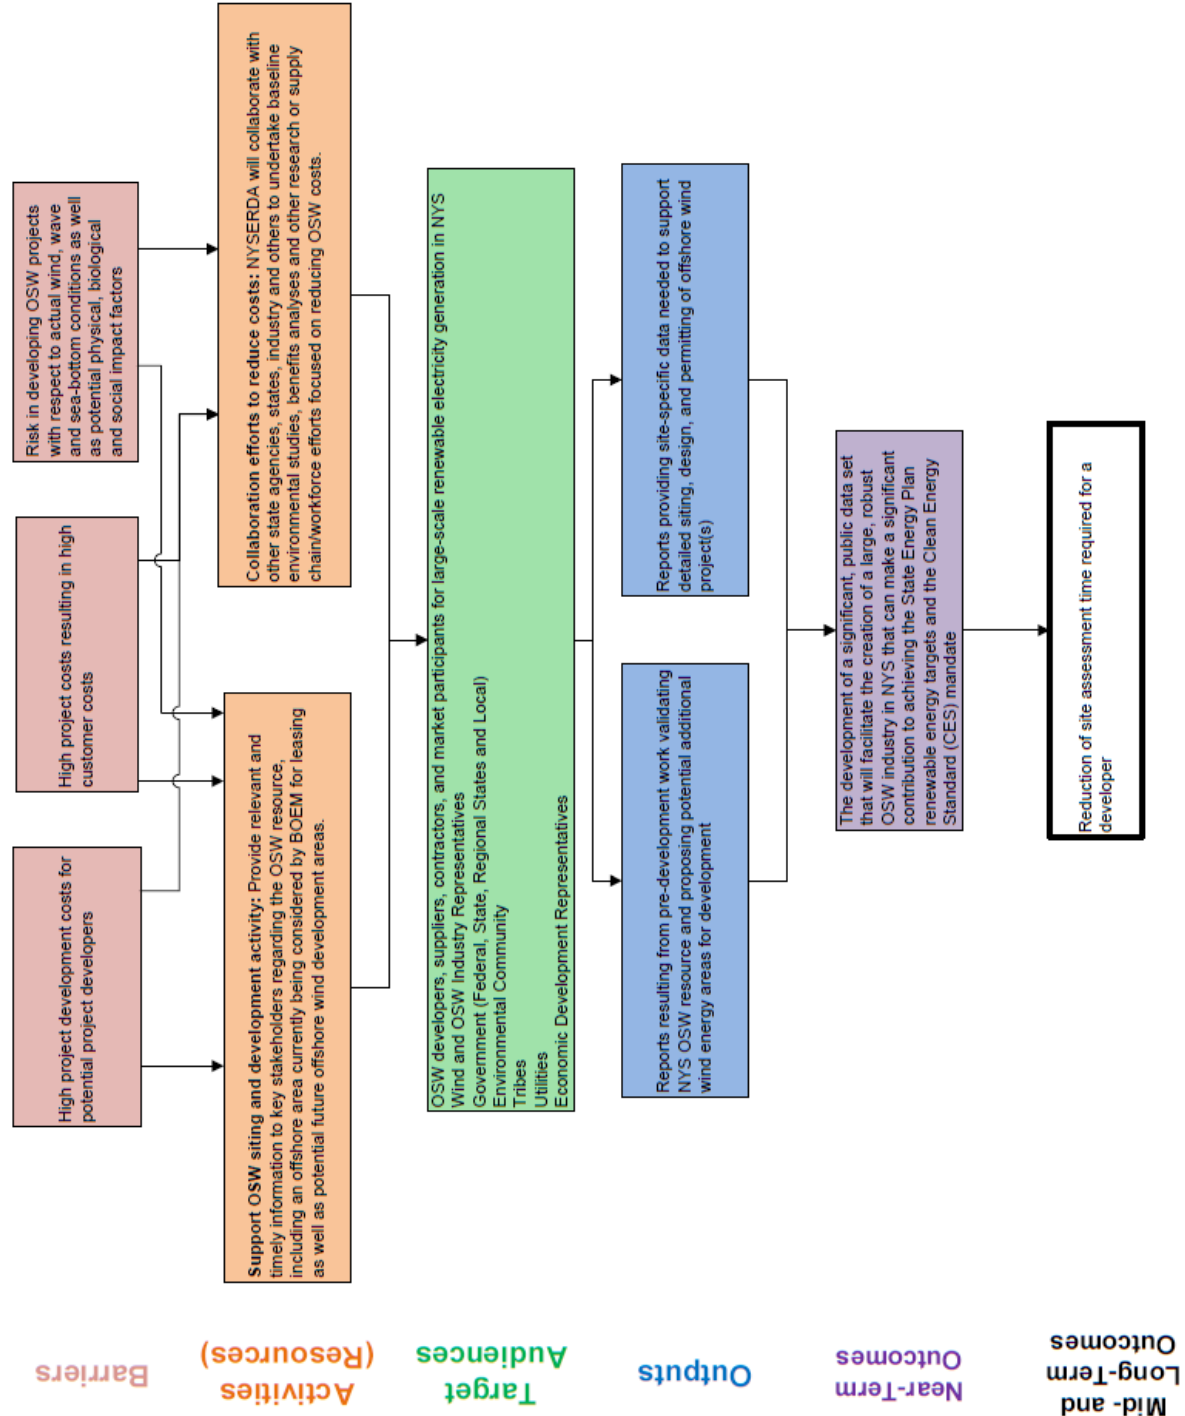 Barriers
High project development costs for
potential project developers
High project costs resulting in high
customer costs
Risk in developing OSW projects
with respect to actual wind, wave
and sea-bottom conditions as well
as potential physical, biological
and social impact factors
Activities
(Resources)
Support OSW siting and development activity: Provide relevant and
timely information to key stakeholders regarding the OSW resource,
including an offshore area currently being considered by BOEM for leasing
as well as potential future offshore wind development areas.
Collaboration efforts to reduce costs: NYSERDA will collaborate with
other state agencies, states, industry and others to undertake baseline
environmental studies, benefits analyses and other research or supply
chain/workforce efforts focused on reducing OSW costs.
Target
Audiences
OSW developers, suppliers, contractors, and market participants for large-scale renewable electricity generation in NYS
Wind and OSW Industry Representatives
Government (Federal, State, Regional States and Local)
Environmental Community
Tribes
Utilities
Economic Development Representatives
Outputs
Reports resulting from pre-development work validating
NYS OSW resource and proposing potential additional
wind energy areas for development
Reports providing site-specific data needed to support
detailed siting, design, and permitting of offshore wind
project(s)
Near-Term
Outcomes
The development of a significant, public data set
that will facilitate the creation of a large, robust
OSW industry in NYS that can make a significant
contribution to achieving the State Energy Plan
renewable energy targets and the Clean Energy
Standard (CES) mandate
Mid- and
Long-Term
Outcomes
Reduction of site assessment time required for a
developer